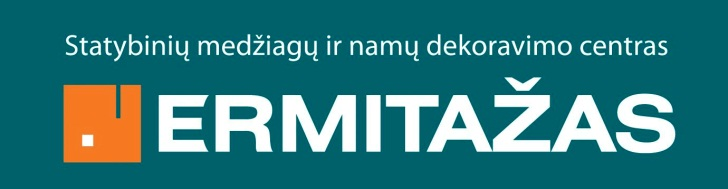 Statybinių medžiagų ir namų dekoravimo centras
ERMITAŽAS